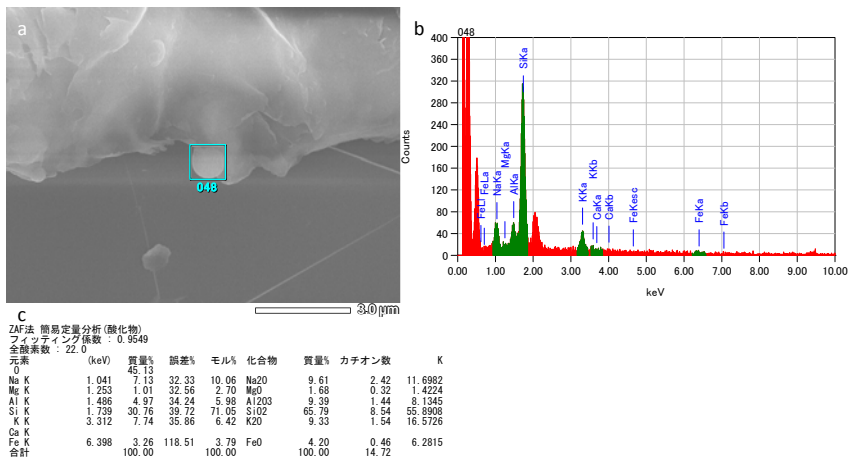 a
048
3.0 μm
b
048
400
360
320
280
240
200
160
120
80
40
0
Counts
FeLl
FeLa
NaKa
MgKa
AlKa
SiKa
KKa
KKb
CaKa
CaKb
FeKesc
FeKa
FeKb
0.00 1.00 2.00 3.00 4.00 5.00 6.00 7.00 8.00 9.00 10.00
keV
c
ZAF法 簡易定量分析(酸化物)
フィッティング係数 : 0.9549
全酸素数 : 22.0
元素 (keV) 質量% 誤差% モル% 化合物 質量% カチオン数 K
O 45.13
Na K 1.041 7.13 32.33 10.06 Na2O 9.61 2.42 11.6982
Mg K 1.253 1.01 32.56 2.70 MgO 1.68 0.32 1.4224
Al K 1.486 4.97 34.24 5.98 Al2O3 9.39 1.44 8.1345
Si K 1.739 30.76 39.72 71.05 SiO2 65.79 8.54 55.8908
K K 3.312 7.74 35.86 6.42 K2O 9.33 1.54 16.5726
Ca K
Fe K 6.398 3.26 118.51 3.79 FeO 4.20 0.46 6.2815
合計 100.00 100.00 100.00 14.72